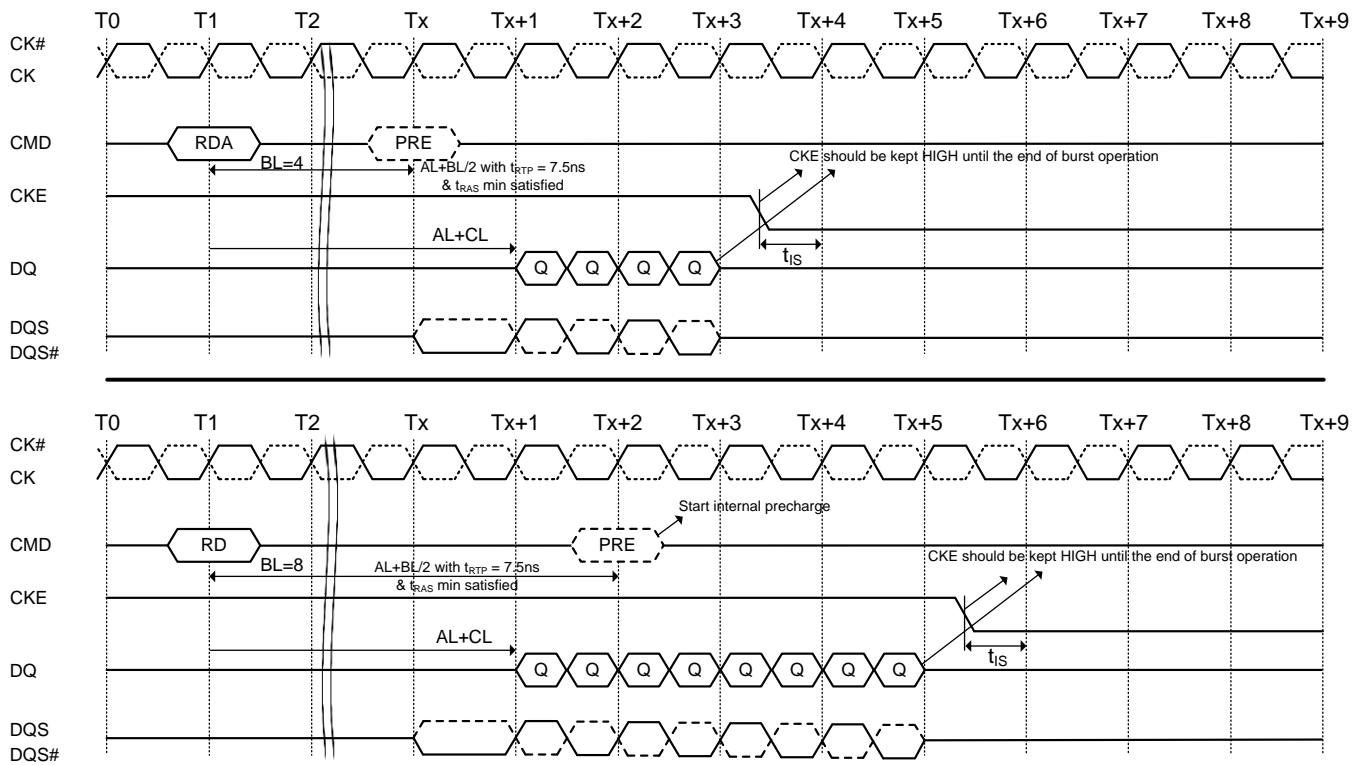 T0 T1 T2 Tx Tx+1 Tx+2 Tx+3 Tx+4 Tx+5 Tx+6 Tx+7 Tx+8 Tx+9
CK#
CK
CMD RDA PRE
BL=4 AL+BL/2 with tRTP = 7.5ns
& tRAS min satisfied
CKE should be kept HIGH until the end of burst operation
CKE
AL+CL
tIS
DQ Q Q Q Q
DQS
DQS#
T0 T1 T2 Tx Tx+1 Tx+2 Tx+3 Tx+4 Tx+5 Tx+6 Tx+7 Tx+8 Tx+9
CK#
CK
Start internal precharge
CMD RD PRE
CKE should be kept HIGH until the end of burst operation
BL=8 AL+BL/2 with tRTP = 7.5ns
& tRAS min satisfied
CKE
AL+CL
tIS
DQ Q Q Q Q Q Q Q Q
DQS
DQS#